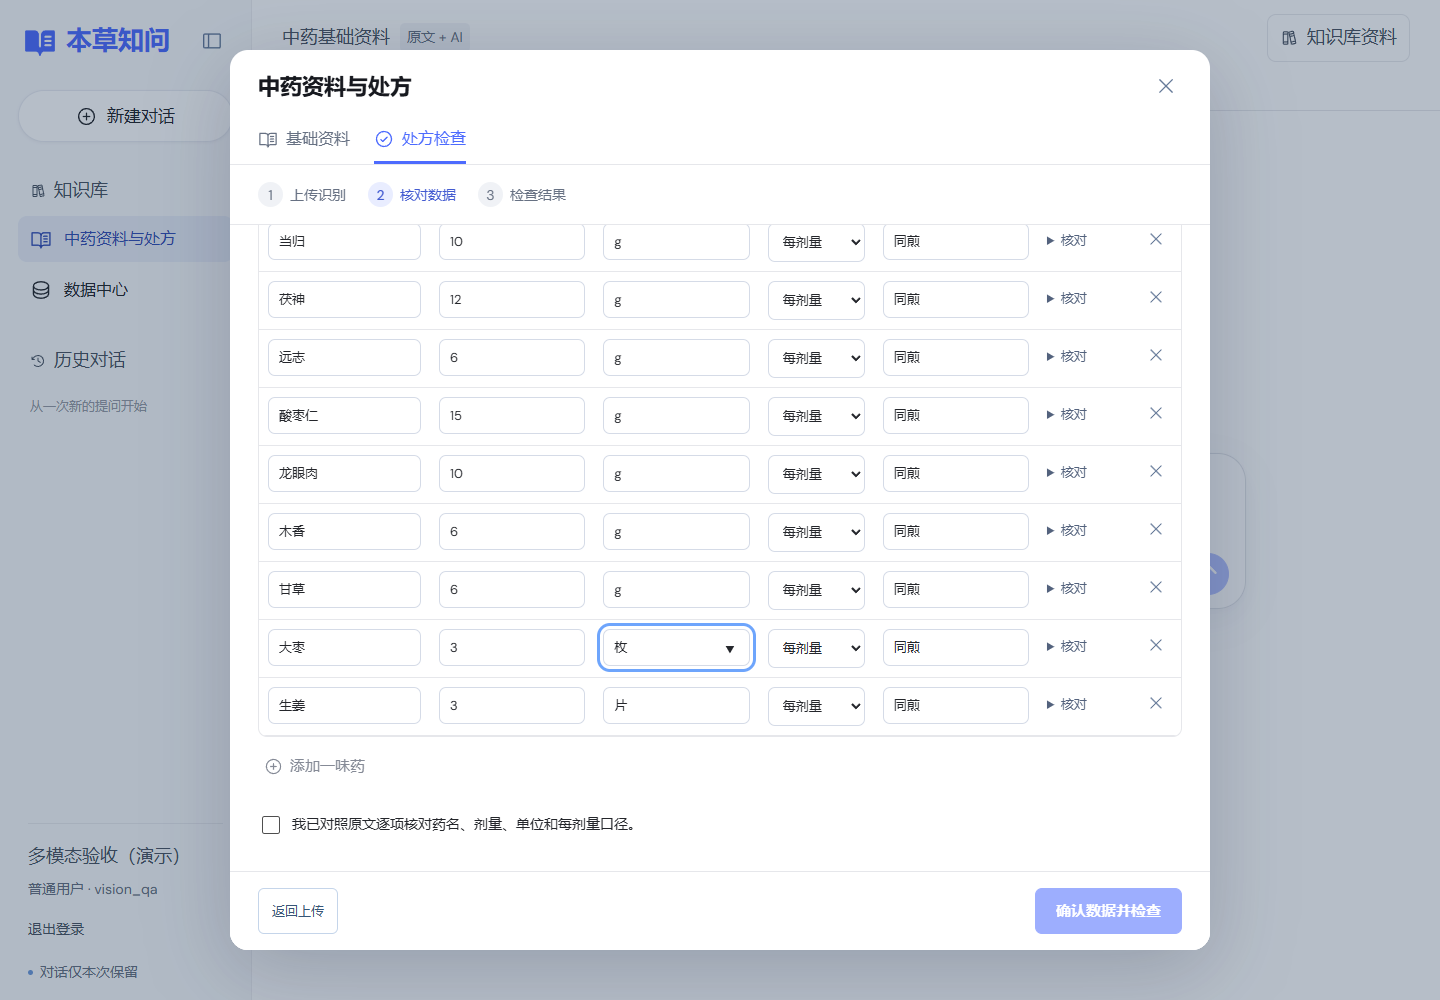 本草知问
中药基础资料
原文 + AI
知识库资料
新建对话
知识库
中药资料与处方
数据中心
历史对话
从一次新的提问开始
多模态验收（演示）
普通用户 · vision_qa
退出登录
对话仅本次保留
中药资料与处方
基础资料
处方检查
1 上传识别
2 核对数据
3 检查结果
当归 10 g 每剂量 同煎 核对
茯神 12 g 每剂量 同煎 核对
远志 6 g 每剂量 同煎 核对
酸枣仁 15 g 每剂量 同煎 核对
龙眼肉 10 g 每剂量 同煎 核对
木香 6 g 每剂量 同煎 核对
甘草 6 g 每剂量 同煎 核对
大枣 3 枚 每剂量 同煎 核对
生姜 3 片 每剂量 同煎 核对
添加一味药
我已对照原文逐项核对药名、剂量、单位和每剂量口径。
返回上传
确认数据并检查